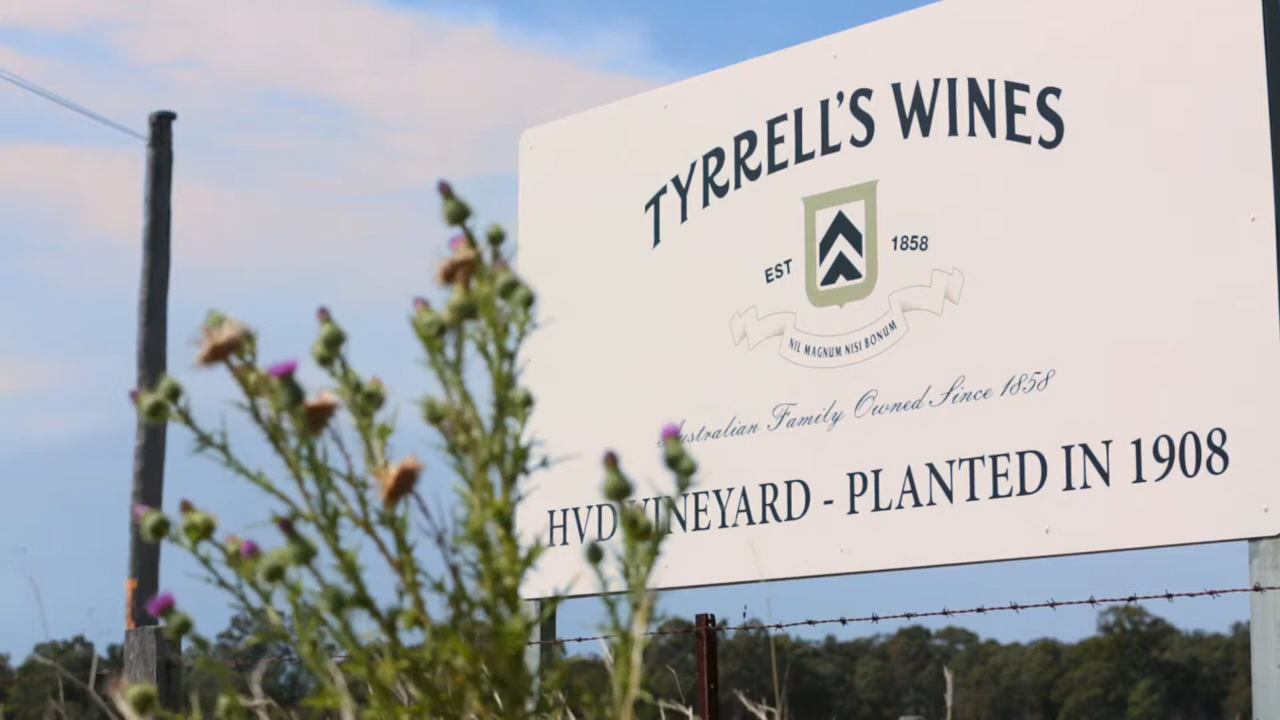 TYRRELL'S WINES
EST 1858
NIL MAGNUM NISI BONUM
Australian Family Owned Since 1858
HVD VINEYARD - PLANTED IN 1908